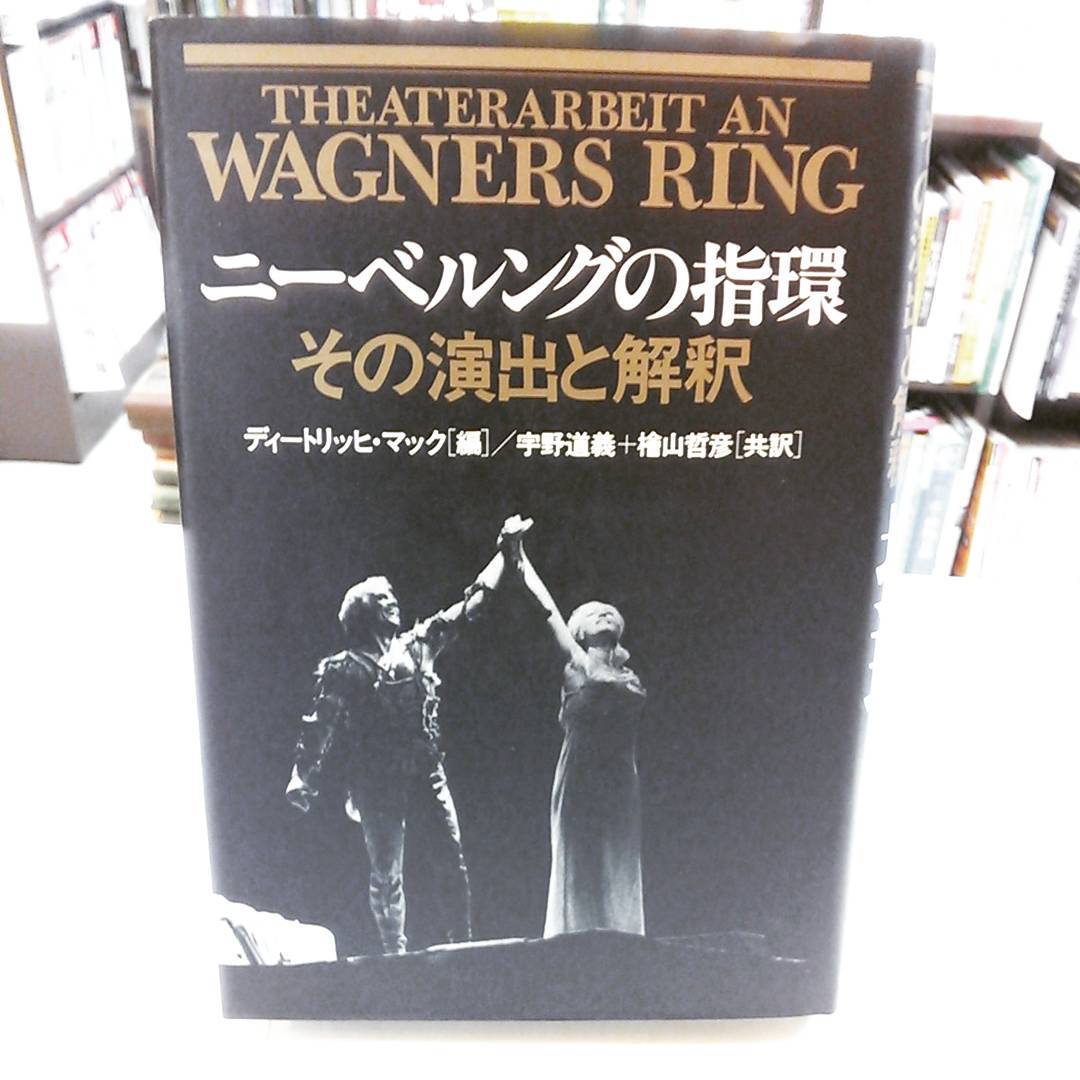 THEATERARBEIT AN
WAGNERS RING
ニーベルングの指環
その演出と解釈
ディートリッヒ・マック[編]/宇野道義+檜山哲彦[共訳]